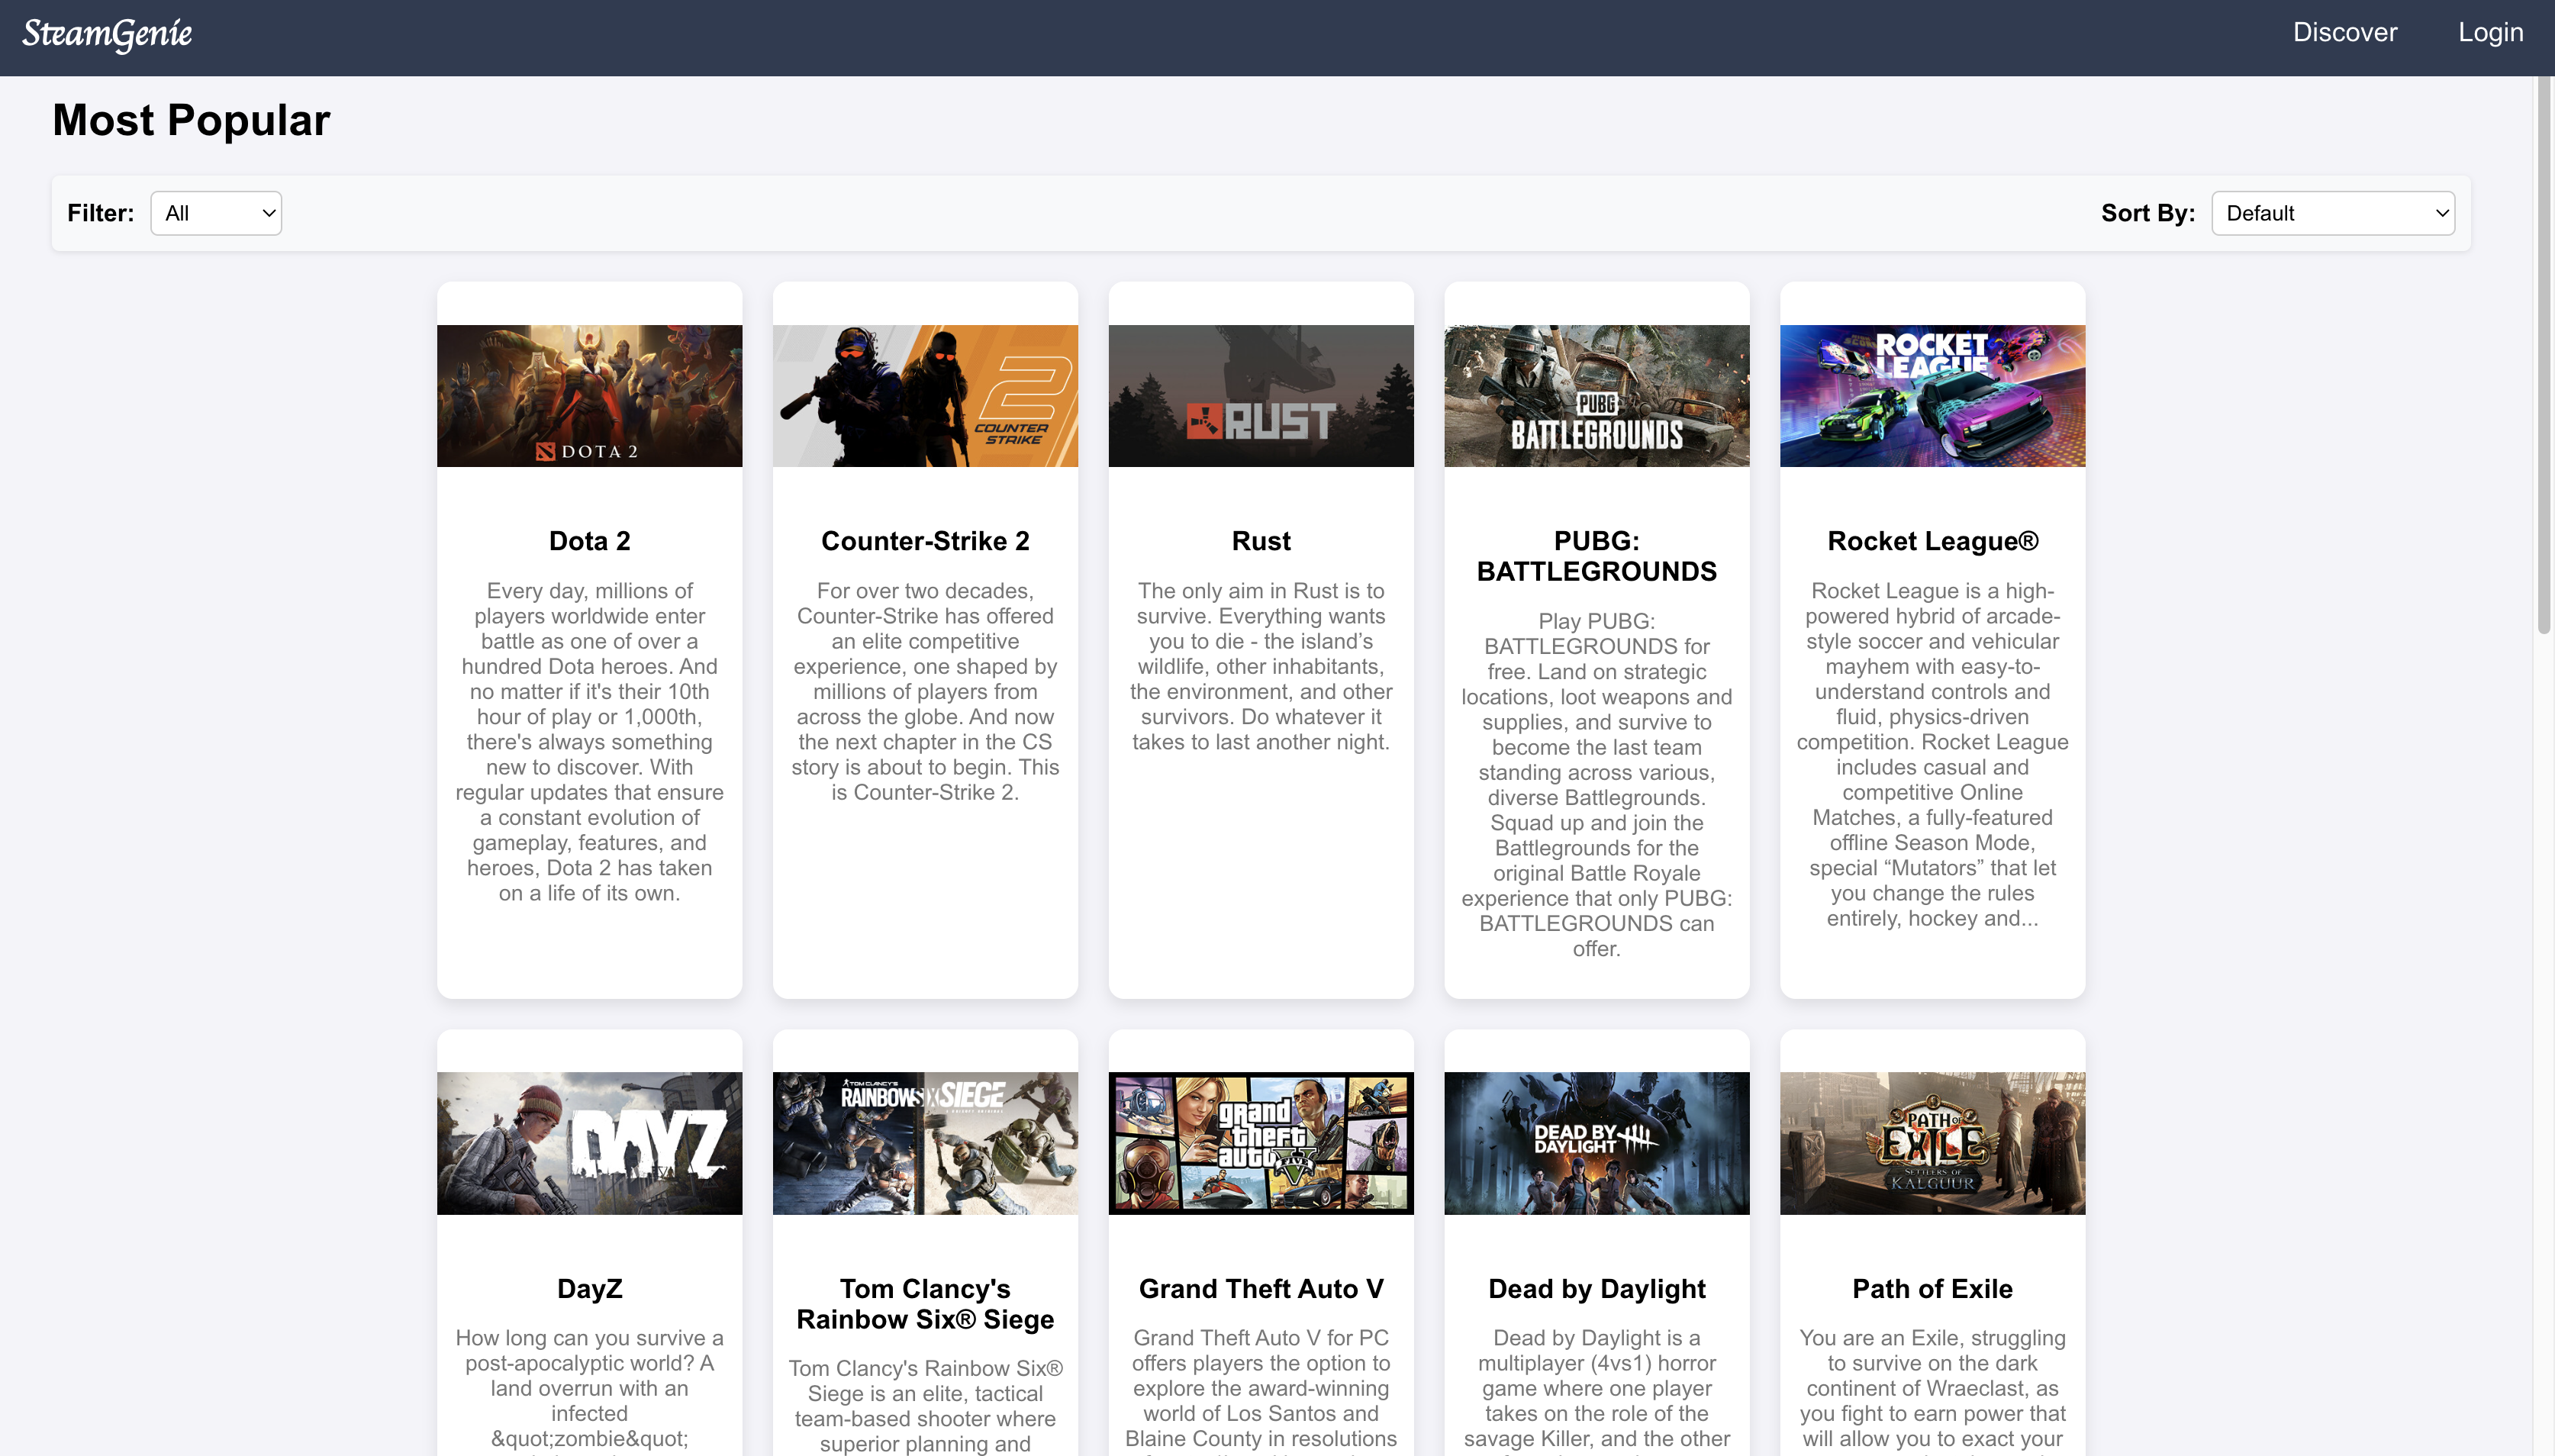 SteamGenie
Discover
Login
Most Popular
Filter:
All
Sort By:
Default
DOTA 2
2
COUNTER
STRIKE
RUST
PUBG
BATTLEGROUNDS
ROCKET
LEAGUE
Dota 2
Every day, millions of
players worldwide enter
battle as one of over a
hundred Dota heroes. And
no matter if it's their 10th
hour of play or 1,000th,
there's always something
new to discover. With
regular updates that ensure
a constant evolution of
gameplay, features, and
heroes, Dota 2 has taken
on a life of its own.
Counter-Strike 2
For over two decades,
Counter-Strike has offered
an elite competitive
experience, one shaped by
millions of players from
across the globe. And now
the next chapter in the CS
story is about to begin. This
is Counter-Strike 2.
Rust
The only aim in Rust is to
survive. Everything wants
you to die - the island’s
wildlife, other inhabitants,
the environment, and other
survivors. Do whatever it
takes to last another night.
PUBG:
BATTLEGROUNDS
Play PUBG:
BATTLEGROUNDS for
free. Land on strategic
locations, loot weapons and
supplies, and survive to
become the last team
standing across various,
diverse Battlegrounds.
Squad up and join the
Battlegrounds for the
original Battle Royale
experience that only PUBG:
BATTLEGROUNDS can
offer.
Rocket League®
Rocket League is a high-
powered hybrid of arcade-
style soccer and vehicular
mayhem with easy-to-
understand controls and
fluid, physics-driven
competition. Rocket League
includes casual and
competitive Online
Matches, a fully-featured
offline Season Mode,
special “Mutators” that let
you change the rules
entirely, hockey and...
DAYZ
TOM CLANCY'S
RAINBOWSIX SIEGE
grand
theft
auto V
FIVE
DEAD BY
DAYLIGHT
PATH OF
EXILE
SETTLERS OF
KALGUUR
DayZ
How long can you survive a
post-apocalyptic world? A
land overrun with an
infected
&quot;zombie&quot;
Tom Clancy's
Rainbow Six® Siege
Tom Clancy's Rainbow Six®
Siege is an elite, tactical
team-based shooter where
superior planning and
Grand Theft Auto V
Grand Theft Auto V for PC
offers players the option to
explore the award-winning
world of Los Santos and
Blaine County in resolutions
Dead by Daylight
Dead by Daylight is a
multiplayer (4vs1) horror
game where one player
takes on the role of the
savage Killer, and the other
Path of Exile
You are an Exile, struggling
to survive on the dark
continent of Wraeclast, as
you fight to earn power that
will allow you to exact your